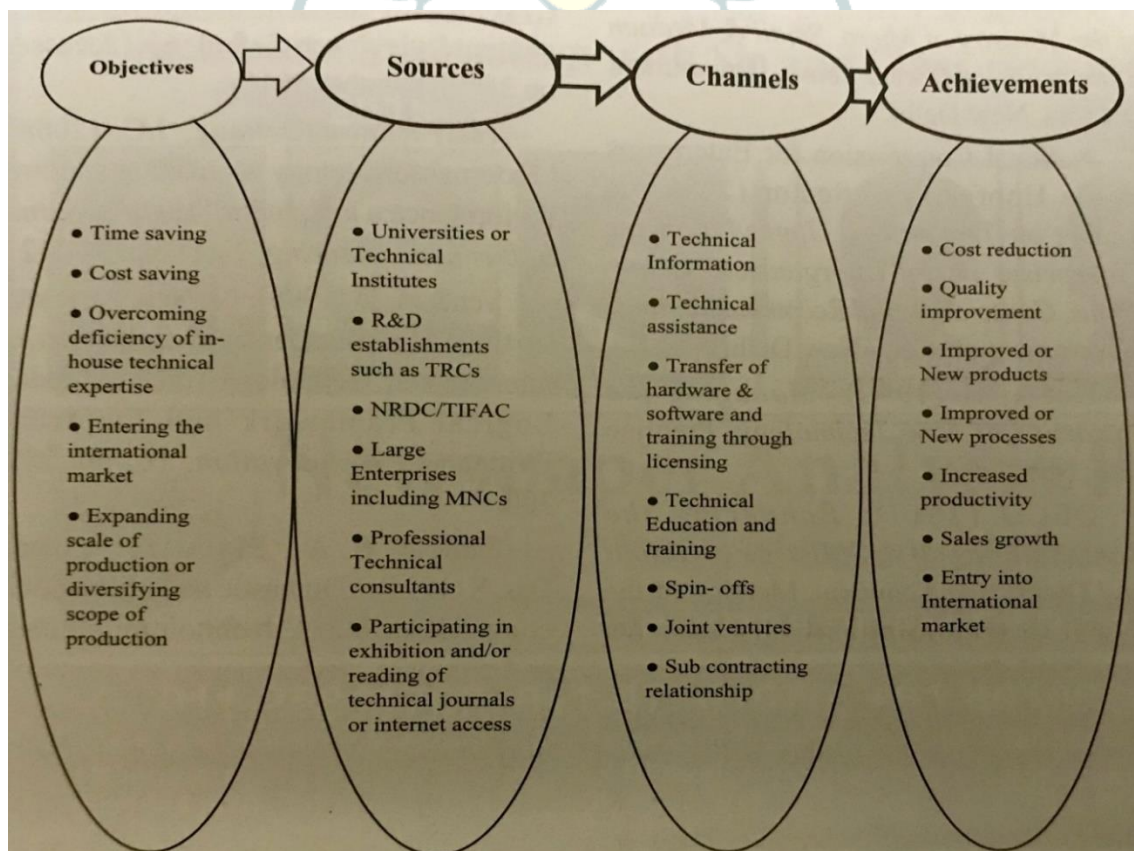 Objectives
Sources
Channels
Achievements
• Time saving
• Cost saving
• Overcoming
deficiency of in-
house technical
expertise
• Entering the
international
market
• Expanding
scale of
production or
diversifying
scope of
production
• Universities or
Technical
Institutes
• R&D
establishments
such as TRCs
• NRDC/TIFAC
• Large
Enterprises
including MNCs
• Professional
Technical
consultants
• Participating in
exhibition and/or
reading of
technical journals
or internet access
• Technical
Information
• Technical
assistance
• Transfer of
hardware &
software and
training through
licensing
• Technical
Education and
training
• Spin- offs
• Joint ventures
• Sub contracting
relationship
• Cost reduction
• Quality
improvement
• Improved or
New products
• Improved or
New processes
• Increased
productivity
• Sales growth
• Entry into
International
market